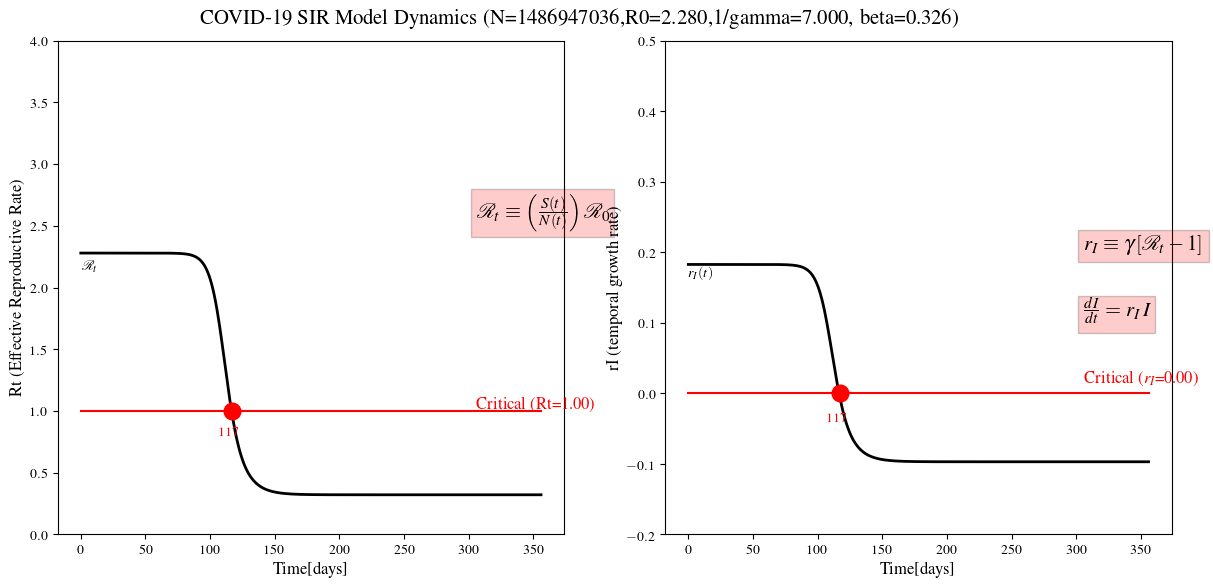 COVID-19 SIR Model Dynamics (N=1486947036,R0=2.280,1/gamma=7.000, beta=0.326)
Rt (Effective Reproductive Rate)
4.0
3.5
3.0
2.5
2.0
1.5
1.0
0.5
0.0
ℛt ≡ (S(t)/N(t)) ℛ0
ℛt
Critical (Rt=1.00)
117
0 50 100 150 200 250 300 350
Time[days]
rI (temporal growth rate)
0.5
0.4
0.3
0.2
0.1
0.0
−0.1
−0.2
rI ≡ γ[ℛt − 1]
rI(t)
dI/dt = rI I
Critical (rI=0.00)
117
0 50 100 150 200 250 300 350
Time[days]